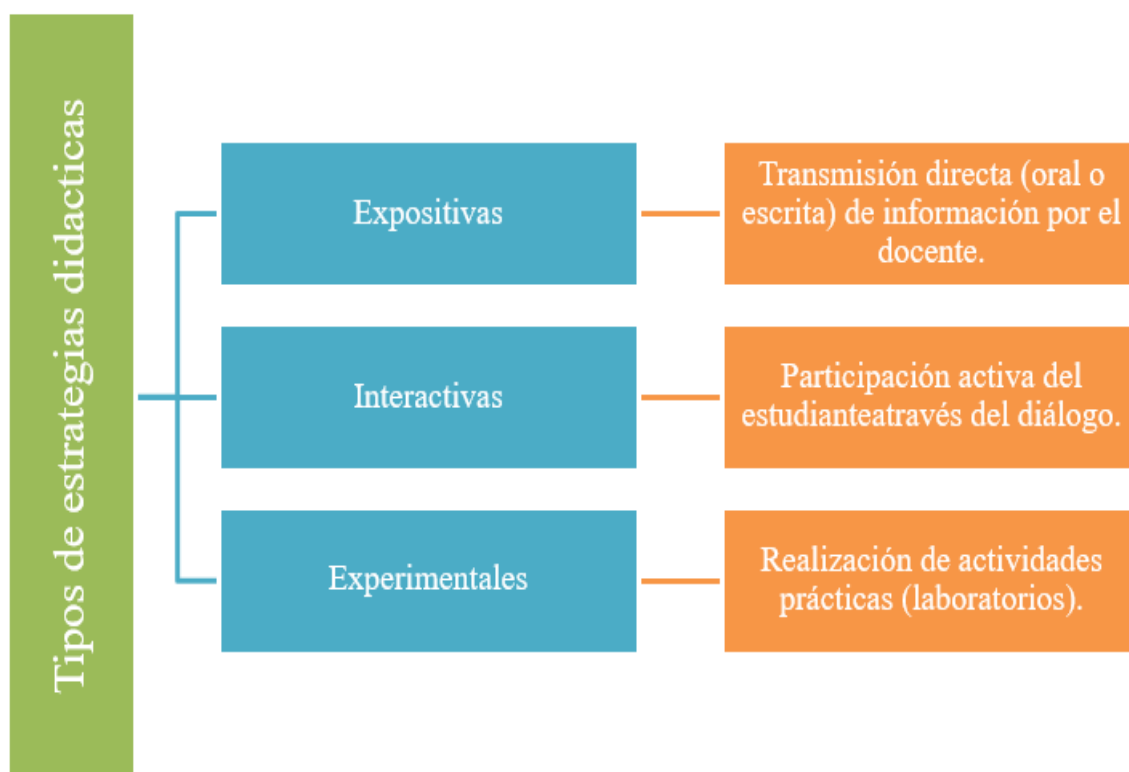 Tipos de estrategias didacticas
Expositivas
Transmisión directa (oral o
escrita) de información por el
docente.
Interactivas
Participación activa del
estudianteatravés del diálogo.
Experimentales
Realización de actividades
prácticas (laboratorios).